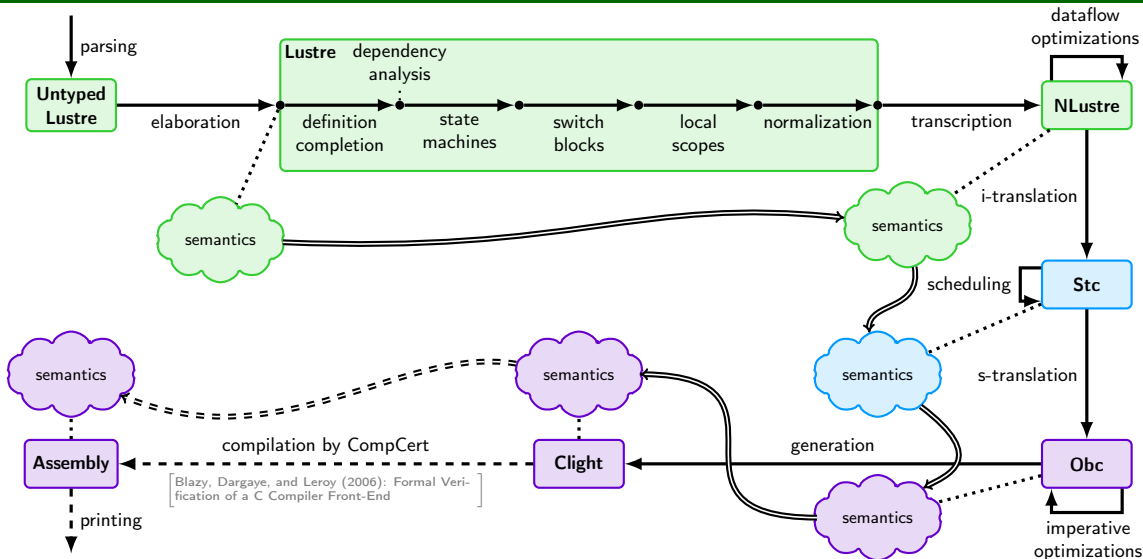 dataflow
optimizations
parsing
Lustre
dependency
analysis
Untyped
Lustre
NLustre
elaboration
definition
completion
state
machines
switch
blocks
local
scopes
normalization
transcription
i-translation
semantics
semantics
scheduling
Stc
semantics
semantics
semantics
s-translation
compilation by CompCert
generation
Assembly
Clight
Obc
Blazy, Dargaye, and Leroy (2006): Formal Veri-
fication of a C Compiler Front-End
printing
semantics
imperative
optimizations